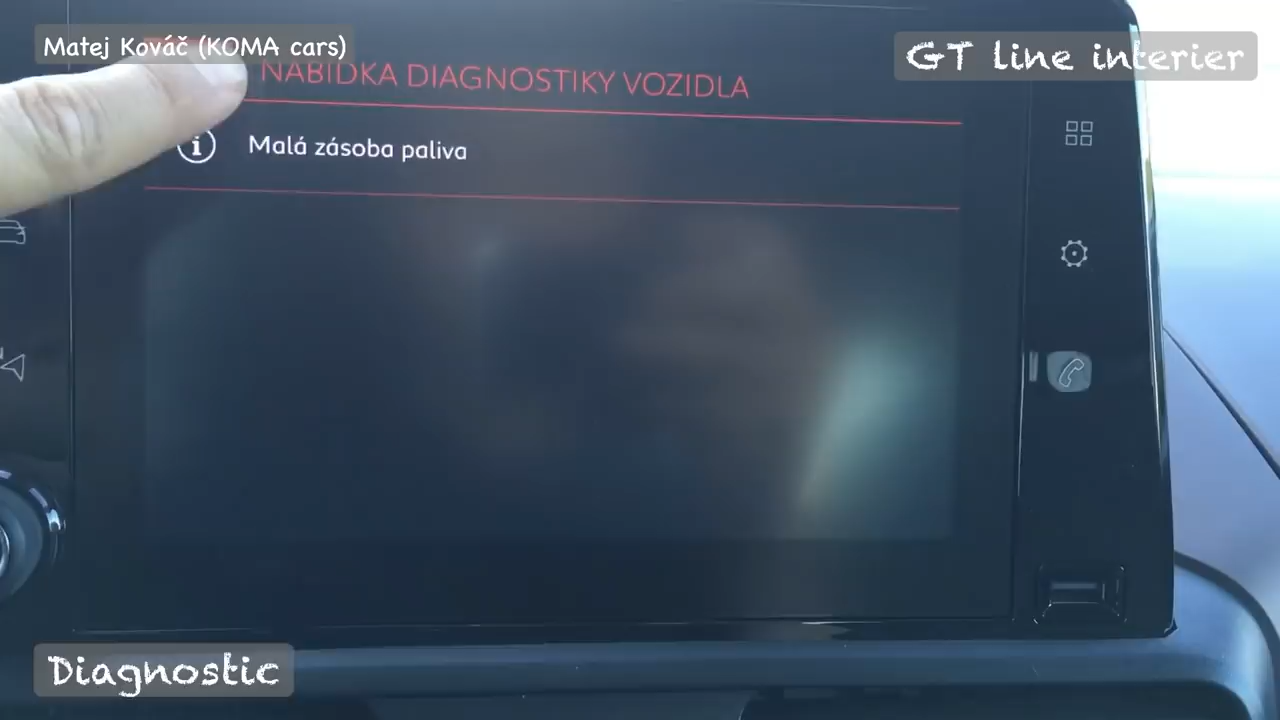 Matej Kováč (KOMA cars)
GT line interier
NABÍDKA DIAGNOSTIKY VOZIDLA
Malá zásoba paliva
Diagnostic